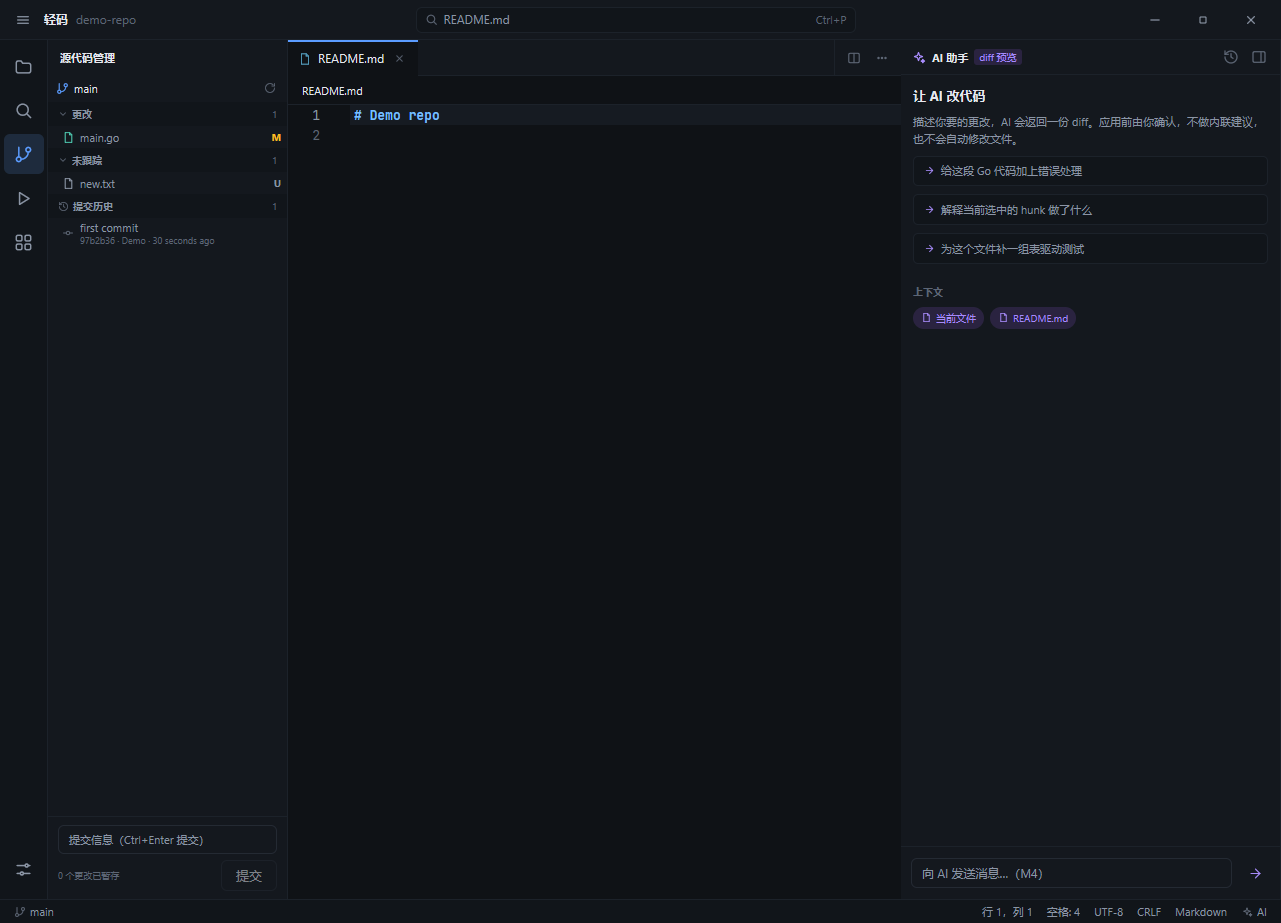 轻码 demo-repo
README.md Ctrl+P
源代码管理
main
更改 1
main.go M
未跟踪 1
new.txt U
提交历史 1
first commit
97b2b36 · Demo · 30 seconds ago
提交信息（Ctrl+Enter 提交）
0 个更改已暂存 提交
README.md
README.md
1 # Demo repo
2
AI 助手 diff 预览
让 AI 改代码
描述你要的更改，AI 会返回一份 diff。应用前由你确认，不做内联建议，
也不会自动修改文件。
给这段 Go 代码加上错误处理
解释当前选中的 hunk 做了什么
为这个文件补一组表驱动测试
上下文
当前文件 README.md
向 AI 发送消息... （M4）
main 行 1，列 1 空格: 4 UTF-8 CRLF Markdown AI